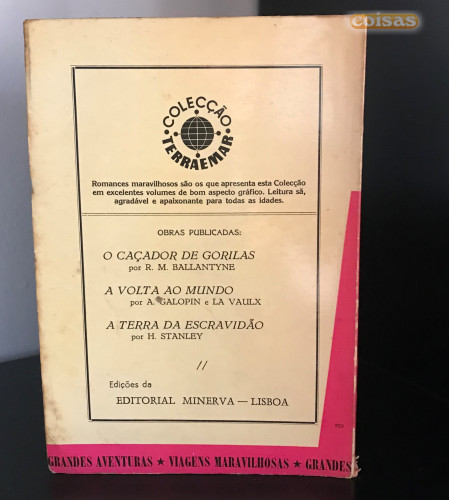 coisas
COLECÇÃO
TERRAEMAR
Romances maravilhosos são os que apresenta esta Colecção
em excelentes volumes de bom aspecto gráfico. Leitura sã,
agradável e apaixonante para todas as idades.
OBRAS PUBLICADAS:
O CAÇADOR DE GORILAS
por R. M. BALLANTYNE
A VOLTA AO MUNDO
por A. GALOPIN e LA VAULX
A TERRA DA ESCRAVIDÃO
por H. STANLEY
//
Edições da
EDITORIAL MINERVA — LISBOA
GRANDES AVENTURAS ★ VIAGENS MARAVILHOSAS ★ GRANDES